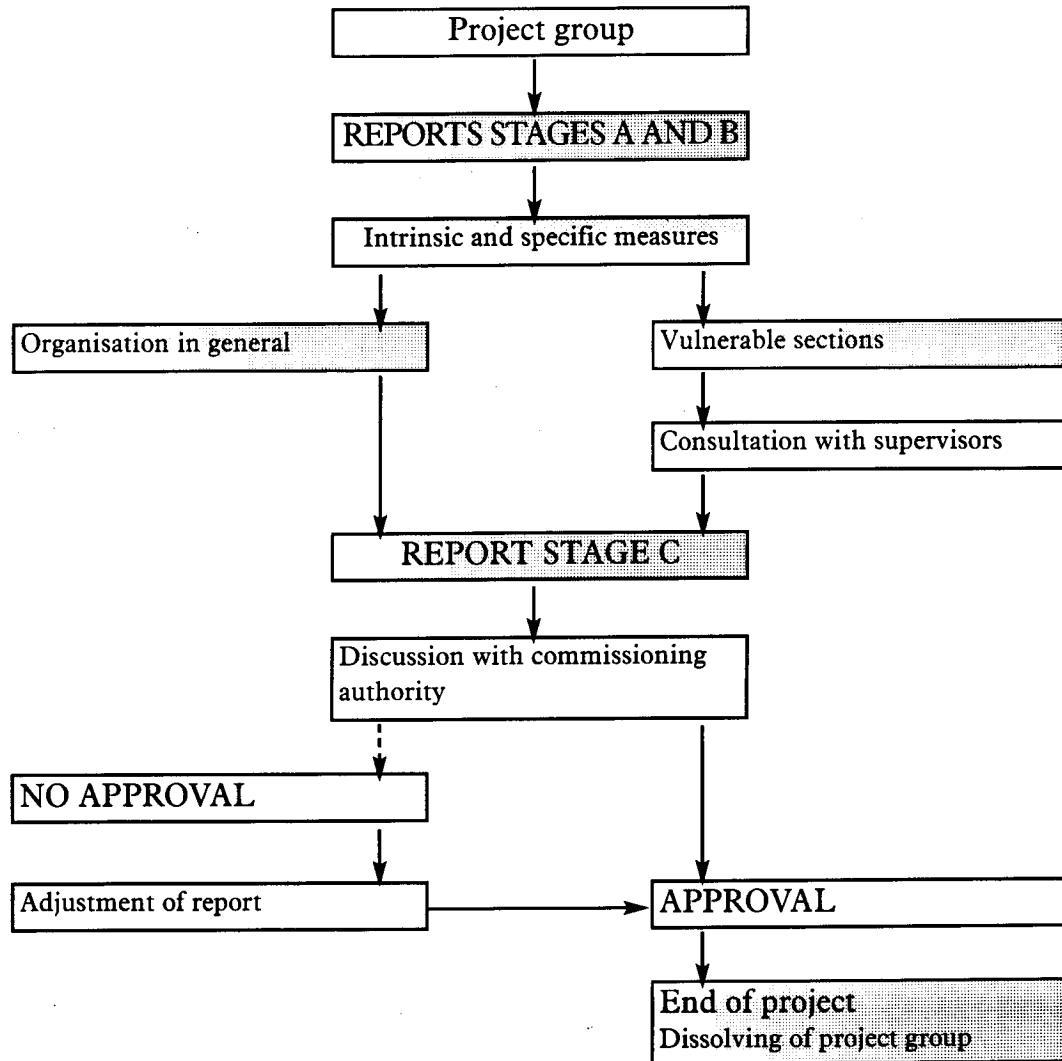 Project group
REPORTS STAGES A AND B
Intrinsic and specific measures
Organisation in general
Vulnerable sections
Consultation with supervisors
REPORT STAGE C
Discussion with commissioning
authority
NO APPROVAL
Adjustment of report
APPROVAL
End of project
Dissolving of project group